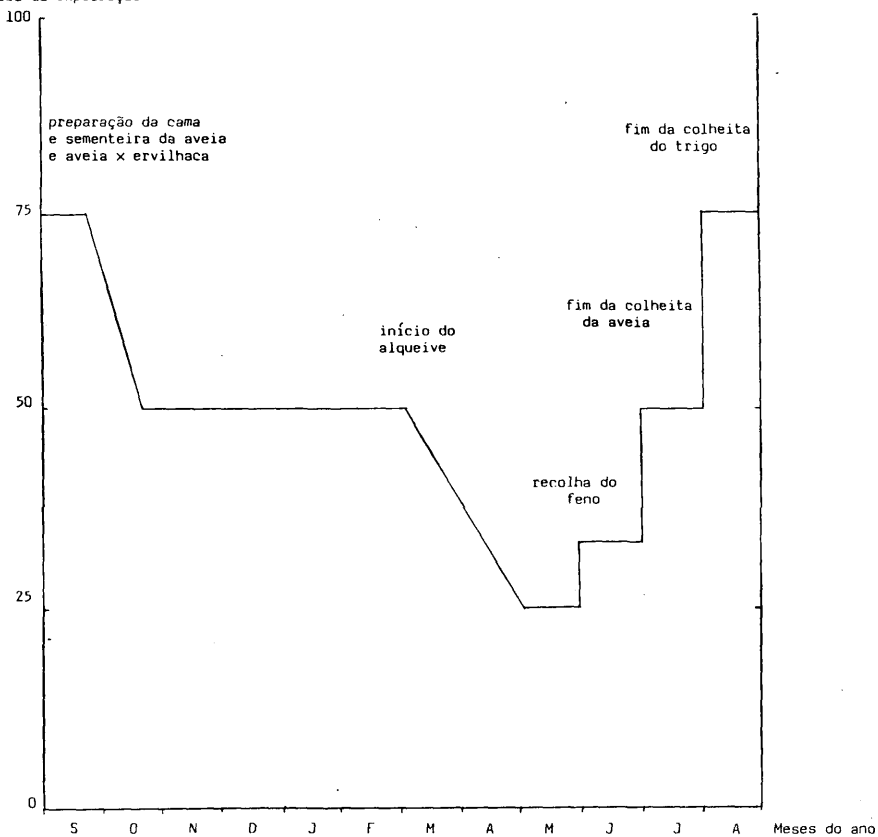 100
preparação da cama
e sementeira da aveia
e aveia x ervilhaca
fim da colheita
do trigo
75
fim da colheita
da aveia
início do
alqueive
50
recolha do
feno
25
0
S O N D J F M A M J J A Meses do ano